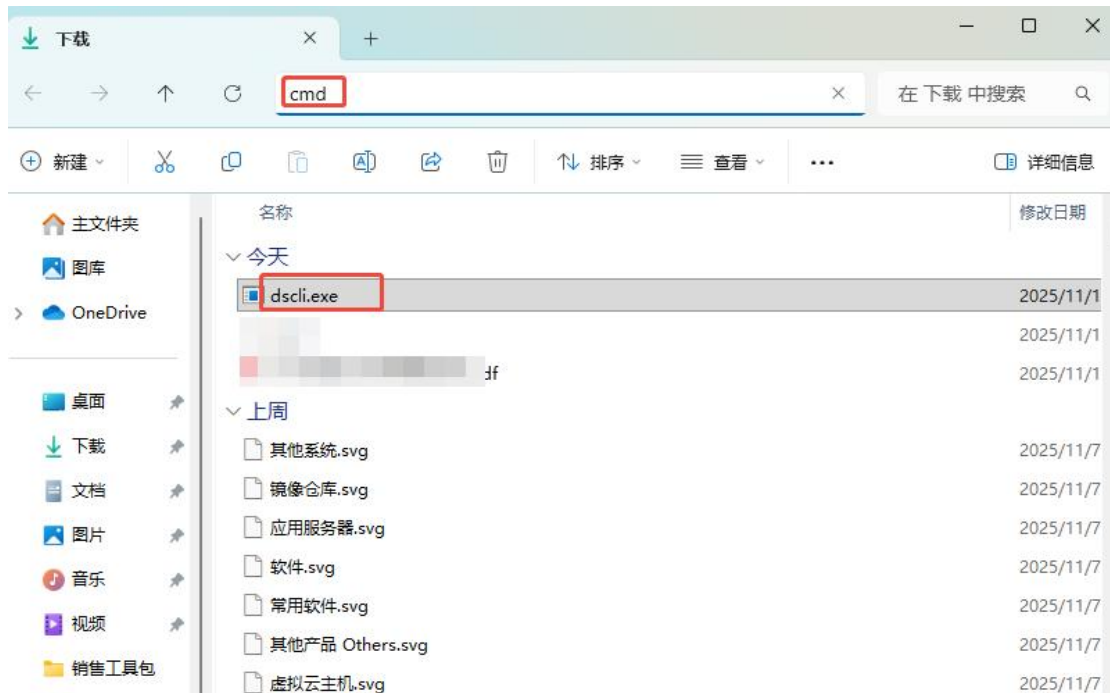 下载
cmd
在 下载 中搜索
新建
排序
查看
详细信息
名称
修改日期
主文件夹
图库
OneDrive
桌面
下载
文档
图片
音乐
视频
销售工具包
今天
dscli.exe 2025/11/1
2025/11/1
df 2025/11/1
上周
其他系统.svg 2025/11/7
镜像仓库.svg 2025/11/7
应用服务器.svg 2025/11/7
软件.svg 2025/11/7
常用软件.svg 2025/11/7
其他产品 Others.svg 2025/11/7
虚拟云主机.svg 2025/11/7